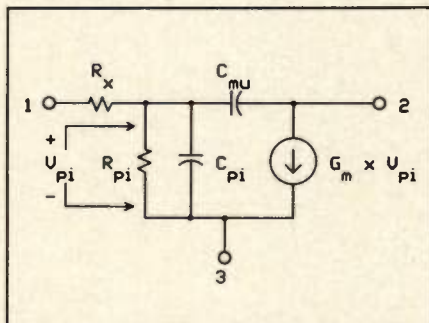 R_x C_mu
1 2
+
V_pi R_pi C_pi G_m x V_pi
-
3